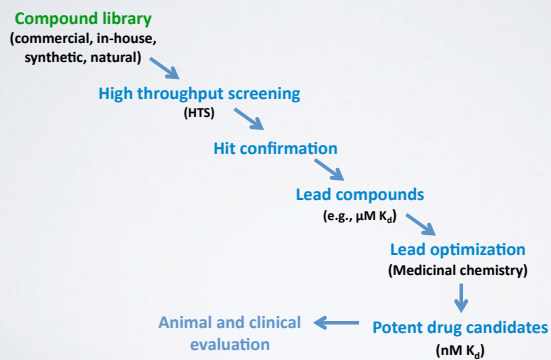 Compound library
(commercial, in-house,
synthetic, natural)
High throughput screening
(HTS)
Hit confirmation
Lead compounds
(e.g., μM Kd)
Lead optimization
(Medicinal chemistry)
Potent drug candidates
(nM Kd)
Animal and clinical
evaluation